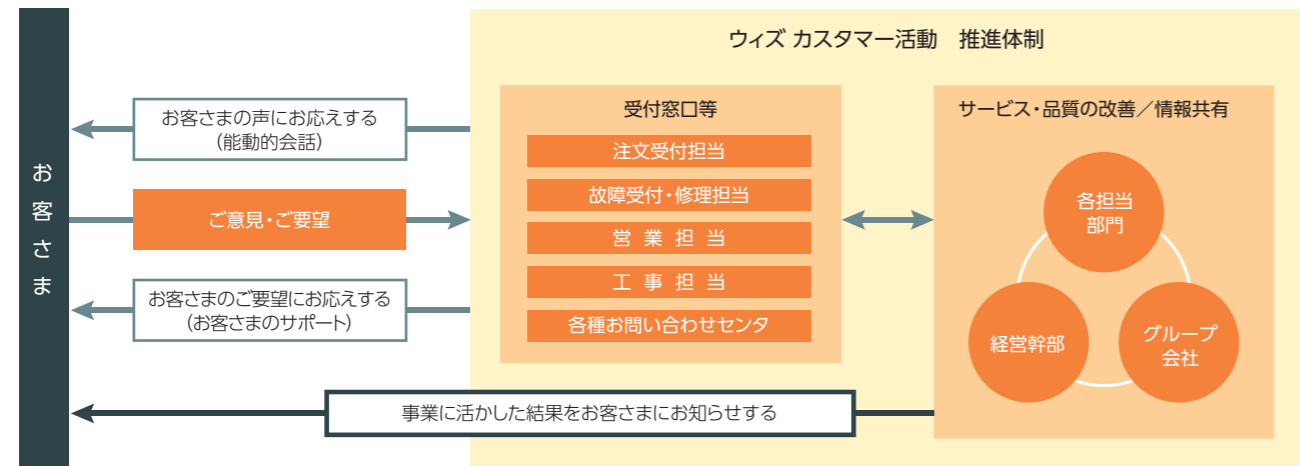 ウィズ カスタマー活動　推進体制
お客さま
お客さまの声にお応えする
（能動的会話）
ご意見・ご要望
お客さまのご要望にお応えする
（お客さまのサポート）
受付窓口等
注文受付担当
故障受付・修理担当
営 業 担 当
工 事 担 当
各種お問い合わせセンタ
サービス・品質の改善／情報共有
各担当
部門
経営幹部
グループ
会社
事業に活かした結果をお客さまにお知らせする